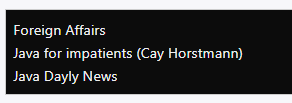 Foreign Affairs
Java for impatients (Cay Horstmann)
Java Dayly News